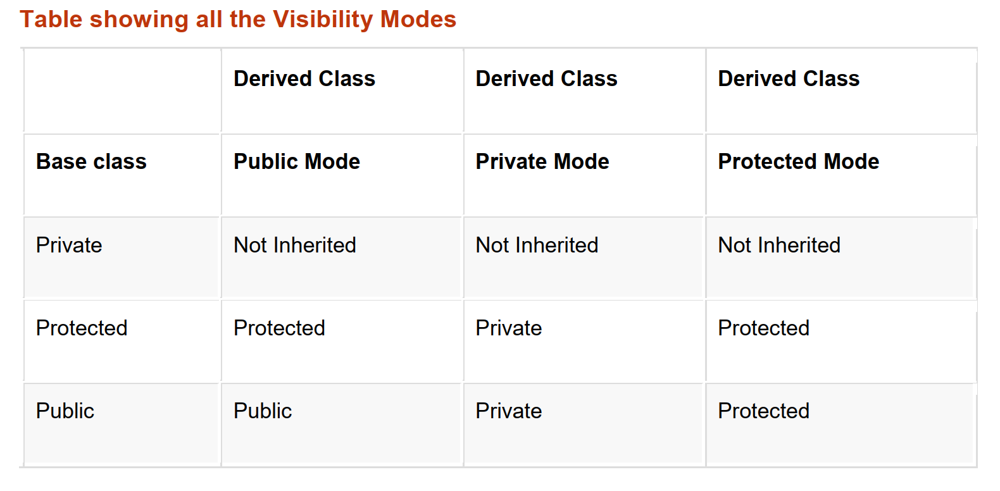 Table showing all the Visibility Modes
Derived Class Derived Class Derived Class
Base class Public Mode Private Mode Protected Mode
Private Not Inherited Not Inherited Not Inherited
Protected Protected Private Protected
Public Public Private Protected